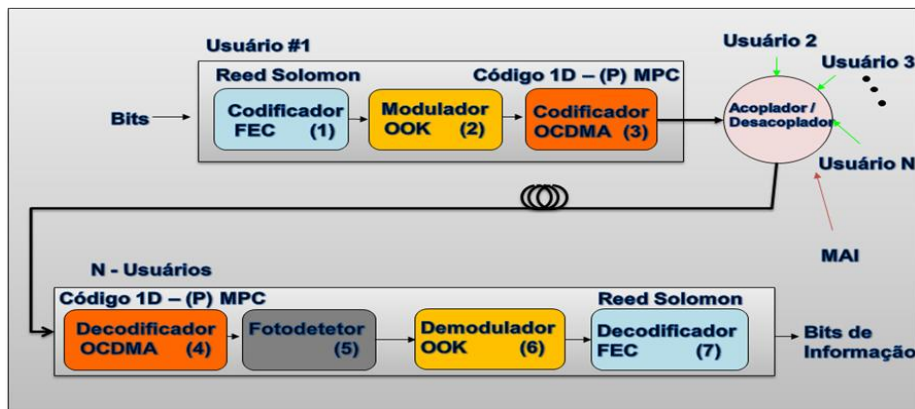 Usuário #1
Usuário 2
Usuário 3
Reed Solomon
Código 1D – (P) MPC
Bits
Codificador
FEC (1)
Modulador
OOK (2)
Codificador
OCDMA (3)
Acoplador /
Desacoplador
Usuário N
MAI
N - Usuários
Código 1D – (P) MPC
Reed Solomon
Decodificador
OCDMA (4)
Fotodetetor
(5)
Demodulador
OOK (6)
Decodificador
FEC (7)
Bits de
Informação